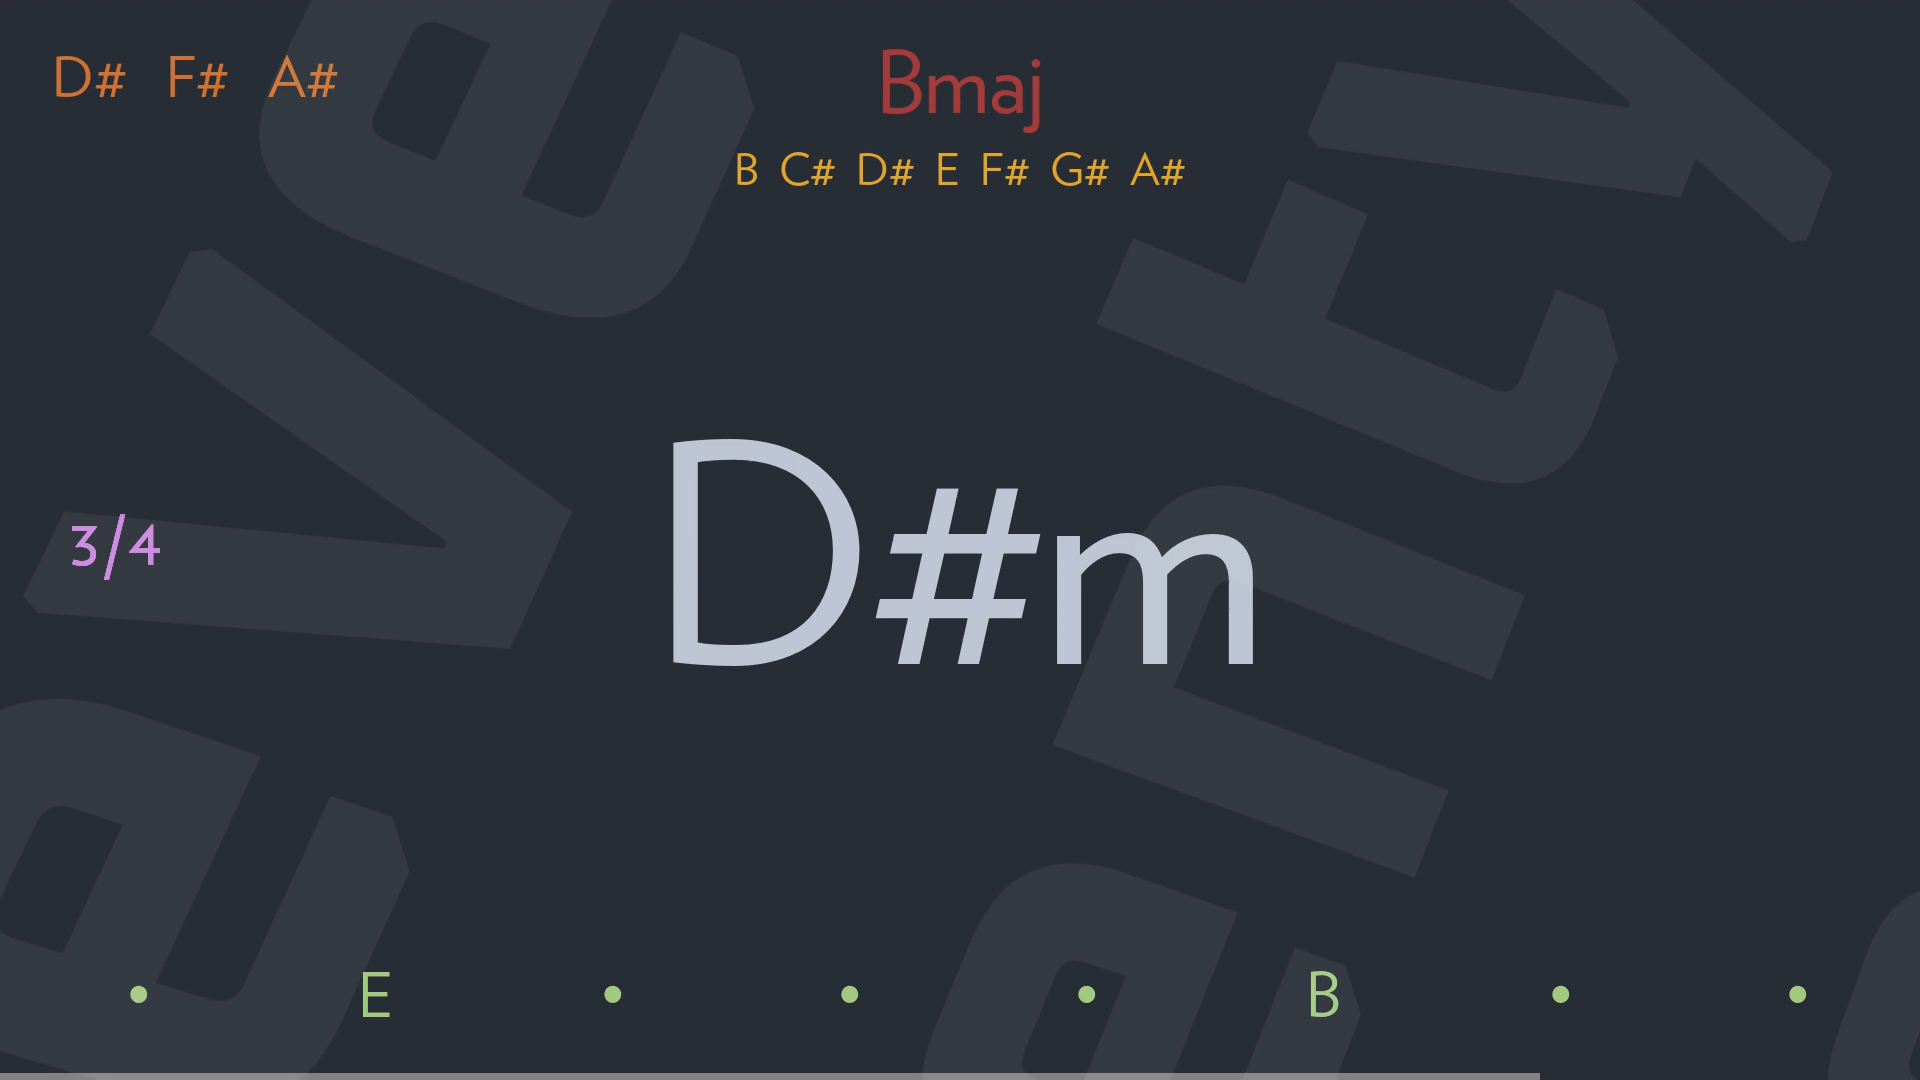 D# F# A#
Bmaj
B C# D# E F# G# A#
D#m
3/4
• E • • • B • •